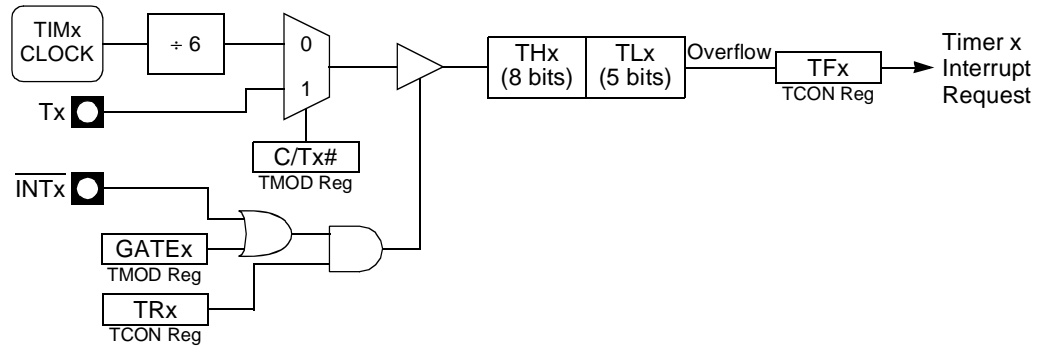 TIMx
CLOCK
÷ 6
0
1
Tx
C/Tx#
TMOD Reg
THx
(8 bits)
TLx
(5 bits)
Overflow
TFx
TCON Reg
Timer x
Interrupt
Request
INTx
GATEx
TMOD Reg
TRx
TCON Reg